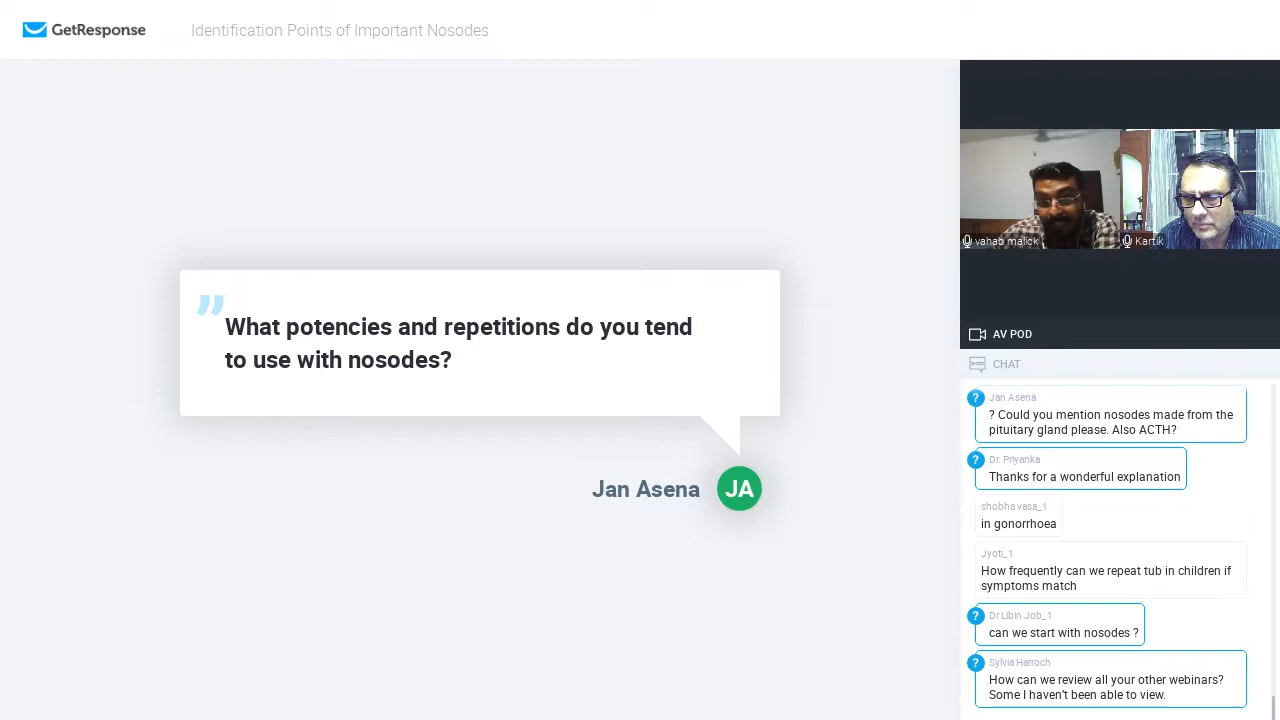 GetResponse
Identification Points of Important Nosodes
”
What potencies and repetitions do you tend
to use with nosodes?
Jan Asena
JA
vahab malick
Kartik
AV POD
CHAT
?
Jan Asena
? Could you mention nosodes made from the
pituitary gland please. Also ACTH?
?
Dr. Priyanka
Thanks for a wonderful explanation
shobha vasa_1
in gonorrhoea
Jyoti_1
How frequently can we repeat tub in children if
symptoms match
?
Dr Libin Job_1
can we start with nosodes ?
?
Sylvia Harroch
How can we review all your other webinars?
Some I haven't been able to view.